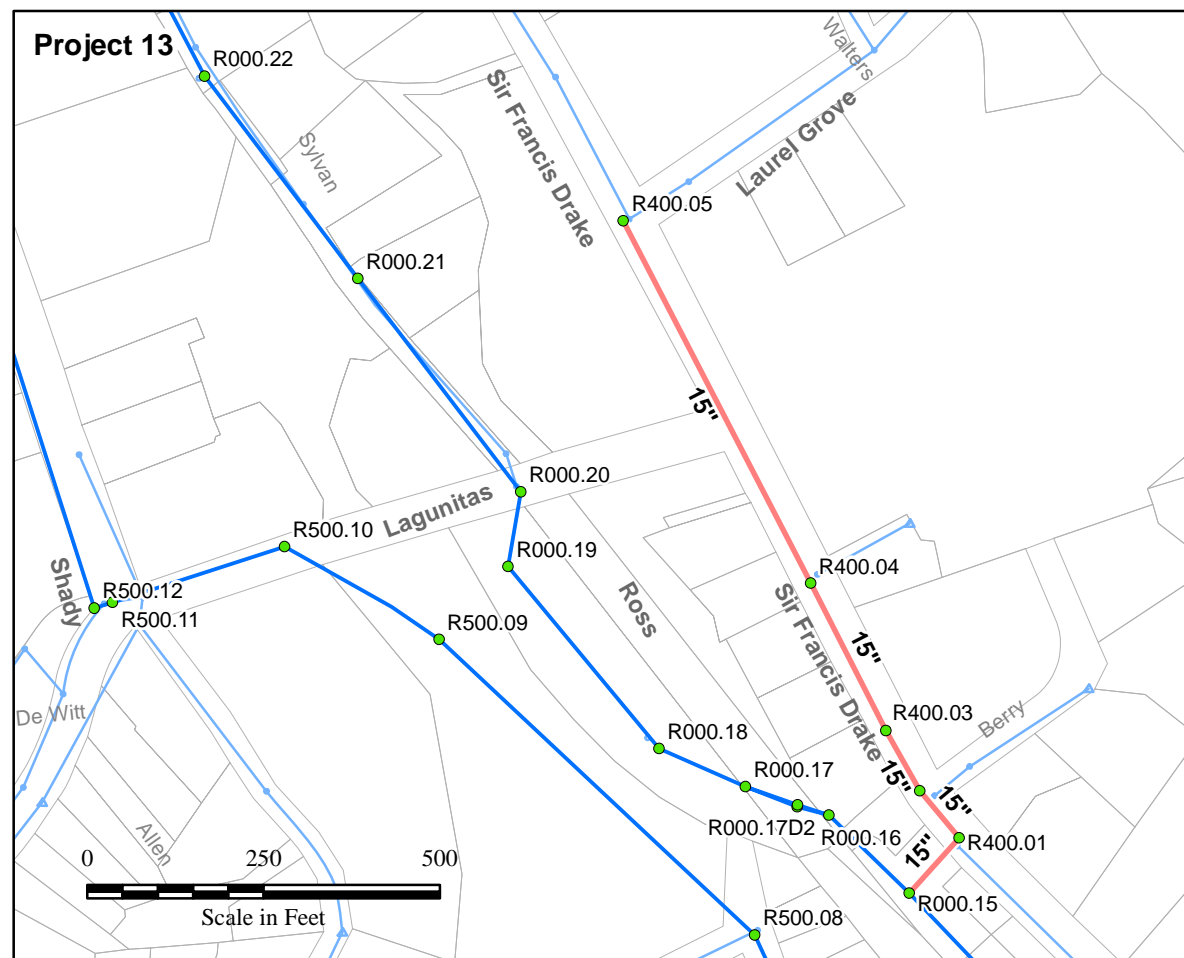 Project 13
R000.22
Walters
Sir Francis Drake
Laurel Grove
Sylvan
R400.05
R000.21
15"
R000.20
Lagunitas
R500.10
R000.19
Shady
R500.12
R500.11
Ross
R400.04
Sir Francis Drake
15"
R500.09
De Witt
R400.03
Berry
R000.18
R000.17
15"
15"
R000.17D2
R000.16
R400.01
Allen
15"
0 250 500
Scale in Feet
R000.15
R500.08